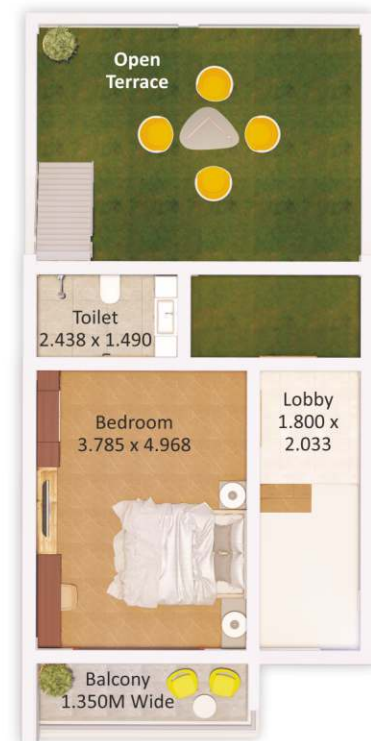 Open
Terrace
Toilet
2.438 x 1.490
Bedroom
3.785 x 4.968
Lobby
1.800 x
2.033
Balcony
1.350M Wide